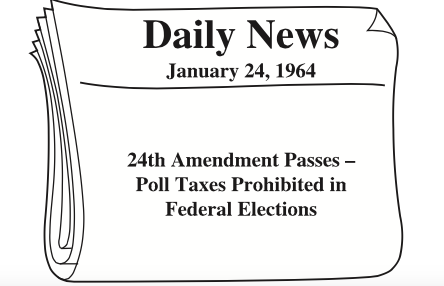 Daily News
January 24, 1964
24th Amendment Passes –
Poll Taxes Prohibited in
Federal Elections